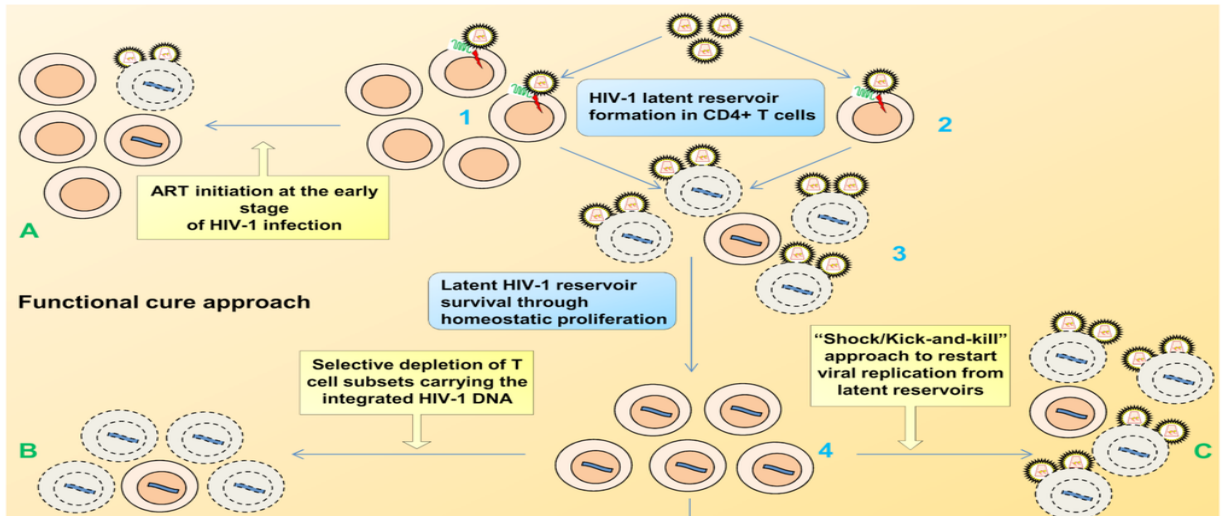 1
HIV-1 latent reservoir
formation in CD4+ T cells
2
ART initiation at the early
stage
of HIV-1 infection
A
3
Functional cure approach
Latent HIV-1 reservoir
survival through
homeostatic proliferation
"Shock/Kick-and-kill"
approach to restart
viral replication from
latent reservoirs
Selective depletion of T
cell subsets carrying the
integrated HIV-1 DNA
B
4
C